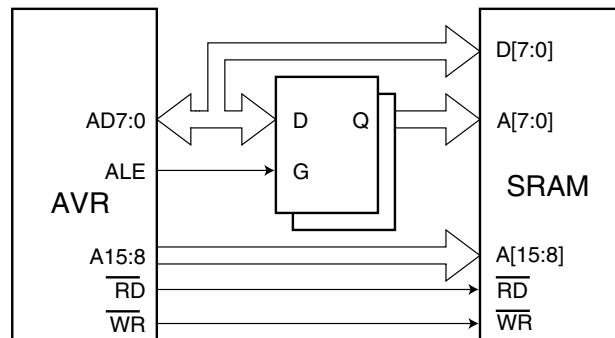 D[7:0]
AD7:0
D
Q
A[7:0]
ALE
G
AVR
SRAM
A15:8
A[15:8]
RD
RD
WR
WR